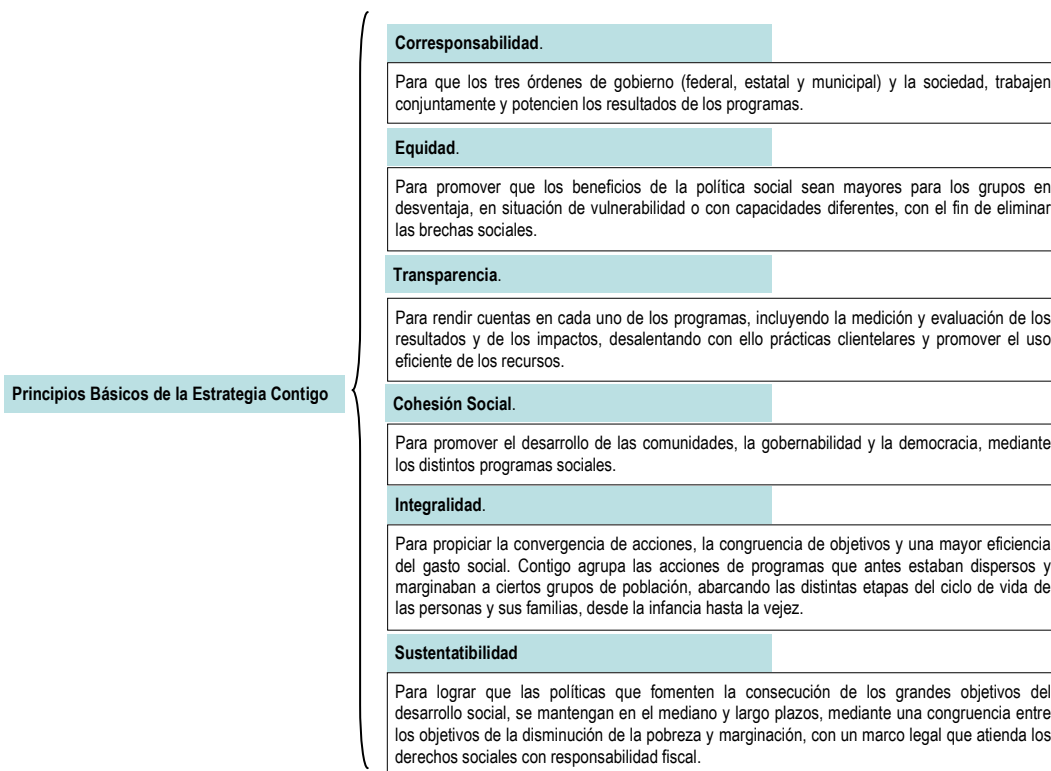 Principios Básicos de la Estrategia Contigo
Corresponsabilidad.
Para que los tres órdenes de gobierno (federal, estatal y municipal) y la sociedad, trabajen
conjuntamente y potencien los resultados de los programas.
Equidad.
Para promover que los beneficios de la política social sean mayores para los grupos en
desventaja, en situación de vulnerabilidad o con capacidades diferentes, con el fin de eliminar
las brechas sociales.
Transparencia.
Para rendir cuentas en cada uno de los programas, incluyendo la medición y evaluación de los
resultados y de los impactos, desalentando con ello prácticas clientelares y promover el uso
eficiente de los recursos.
Cohesión Social.
Para promover el desarrollo de las comunidades, la gobernabilidad y la democracia, mediante
los distintos programas sociales.
Integralidad.
Para propiciar la convergencia de acciones, la congruencia de objetivos y una mayor eficiencia
del gasto social. Contigo agrupa las acciones de programas que antes estaban dispersos y
marginaban a ciertos grupos de población, abarcando las distintas etapas del ciclo de vida de
las personas y sus familias, desde la infancia hasta la vejez.
Sustentatibilidad
Para lograr que las políticas que fomenten la consecución de los grandes objetivos del
desarrollo social, se mantengan en el mediano y largo plazos, mediante una congruencia entre
los objetivos de la disminución de la pobreza y marginación, con un marco legal que atienda los
derechos sociales con responsabilidad fiscal.